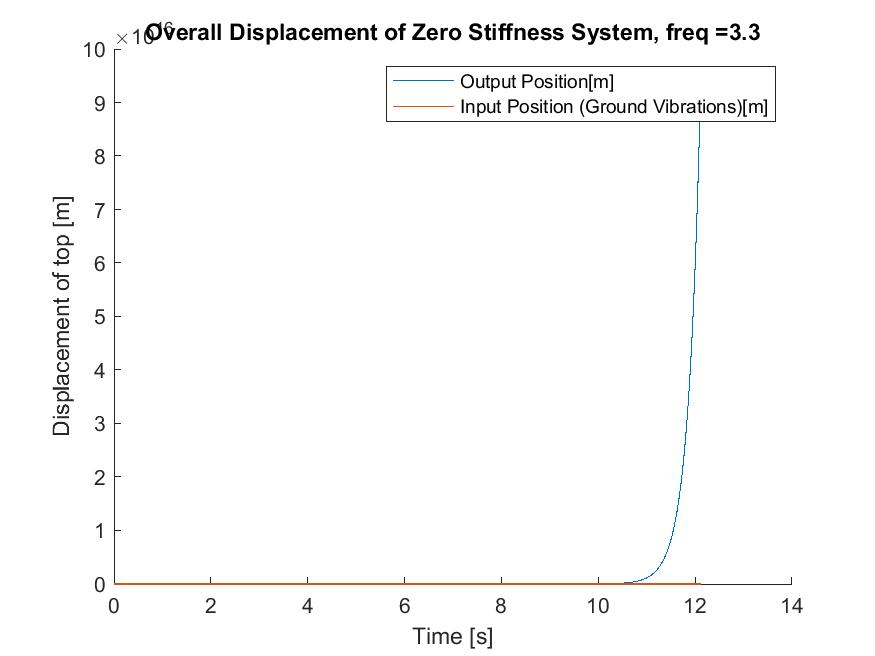 ×10^16
Overall Displacement of Zero Stiffness System, freq =3.3
10
9
8
7
6
5
4
3
2
1
0
Output Position[m]
Input Position (Ground Vibrations)[m]
Displacement of top [m]
0 2 4 6 8 10 12 14
Time [s]